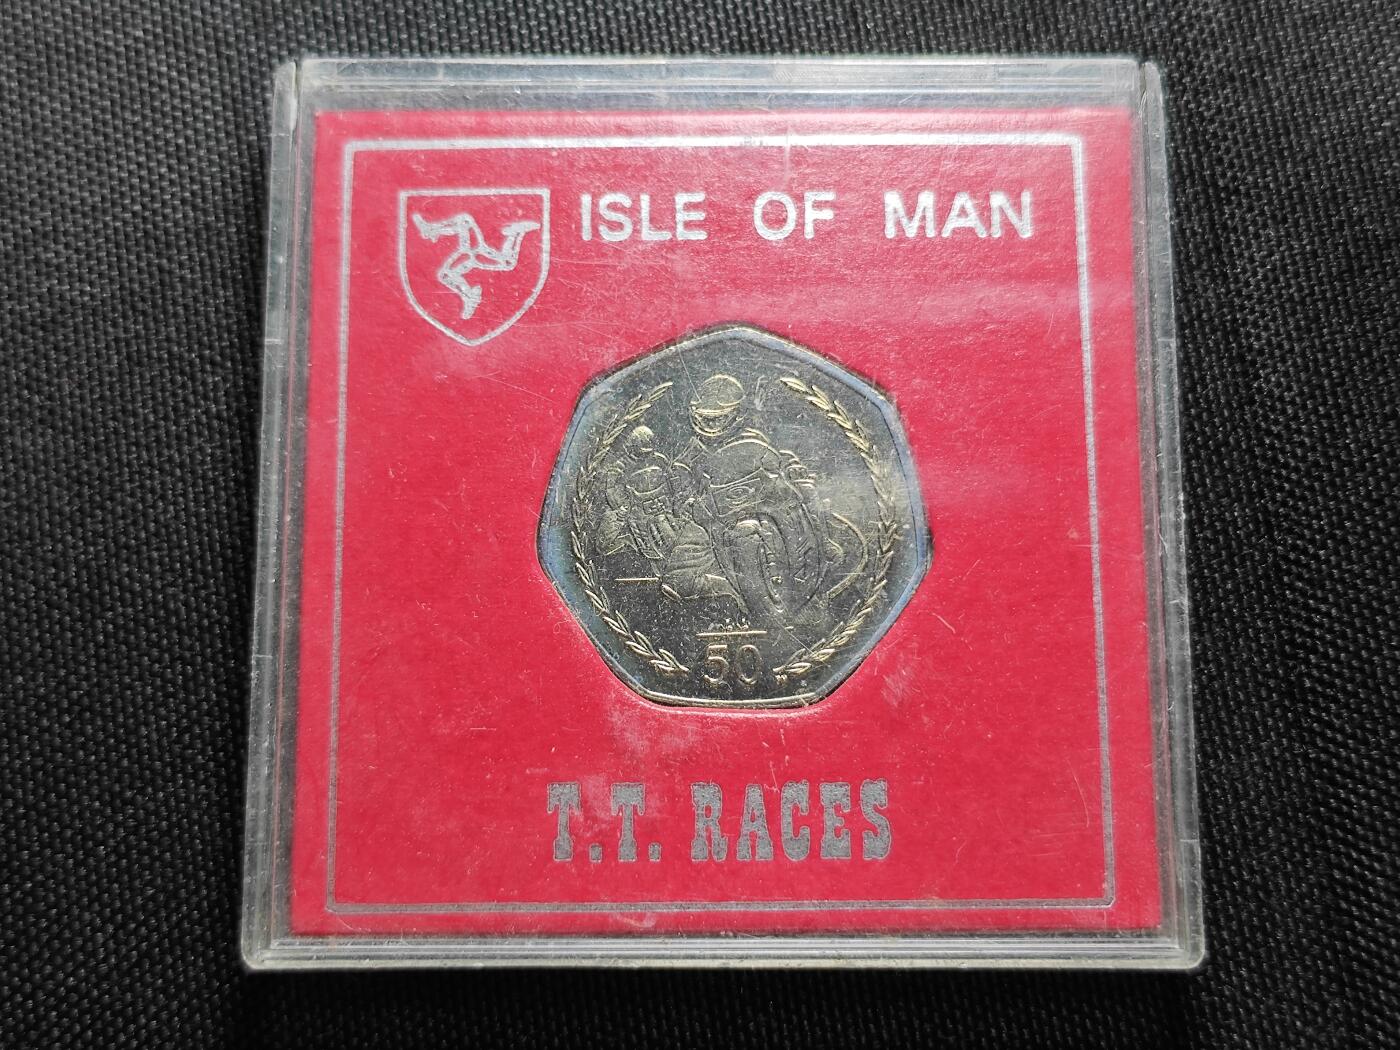 ISLE OF MAN
50
T.T. RACES